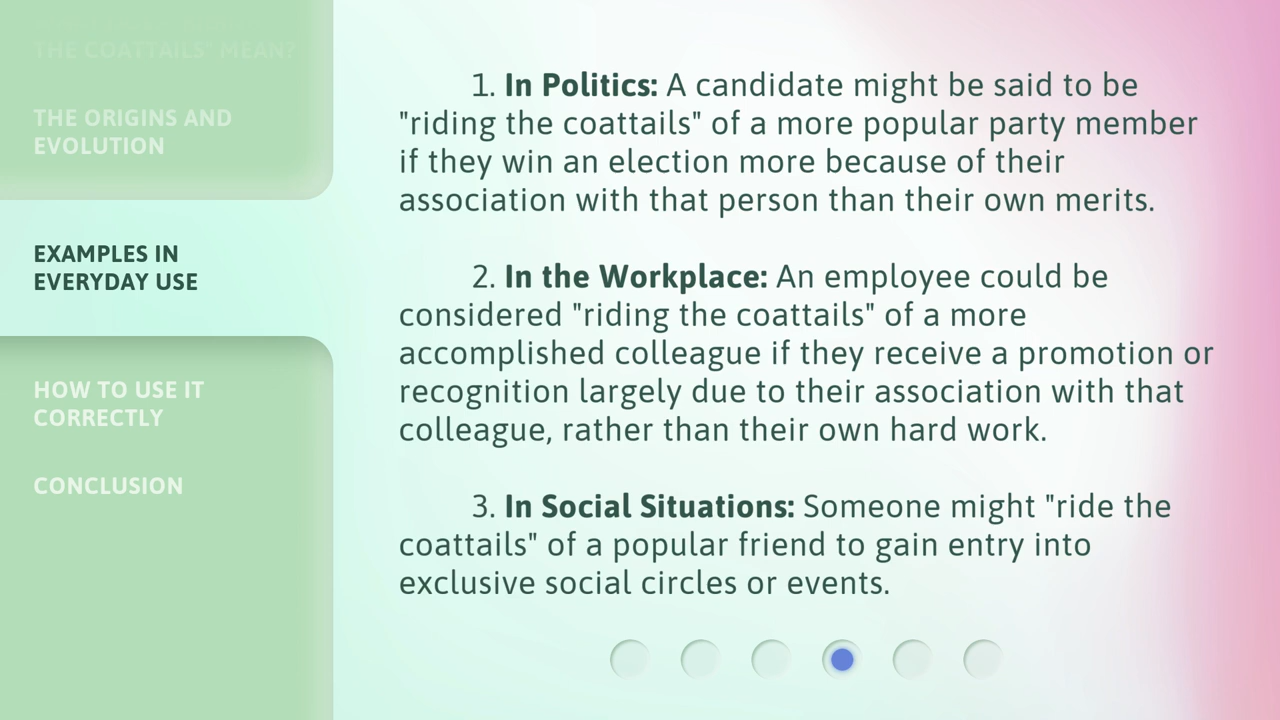 THE COATTAILS" MEAN?
THE ORIGINS AND
EVOLUTION
EXAMPLES IN
EVERYDAY USE
HOW TO USE IT
CORRECTLY
CONCLUSION
1. In Politics: A candidate might be said to be
"riding the coattails" of a more popular party member
if they win an election more because of their
association with that person than their own merits.
2. In the Workplace: An employee could be
considered "riding the coattails" of a more
accomplished colleague if they receive a promotion or
recognition largely due to their association with that
colleague, rather than their own hard work.
3. In Social Situations: Someone might "ride the
coattails" of a popular friend to gain entry into
exclusive social circles or events.